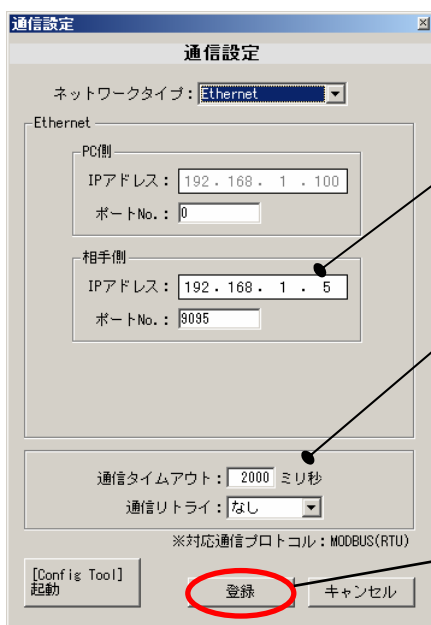 通信設定
通信設定
ネットワークタイプ：Ethernet
Ethernet
PC側
IPアドレス：192．168． 1 ．100
ポートNo.：0
相手側
IPアドレス：192．168． 1 ． 5
ポートNo.：9095
通信タイムアウト：2000 ミリ秒
通信リトライ：なし
※対応通信プロトコル：MODBUS(RTU)
[Config Tool]
起動
登録 キャンセル